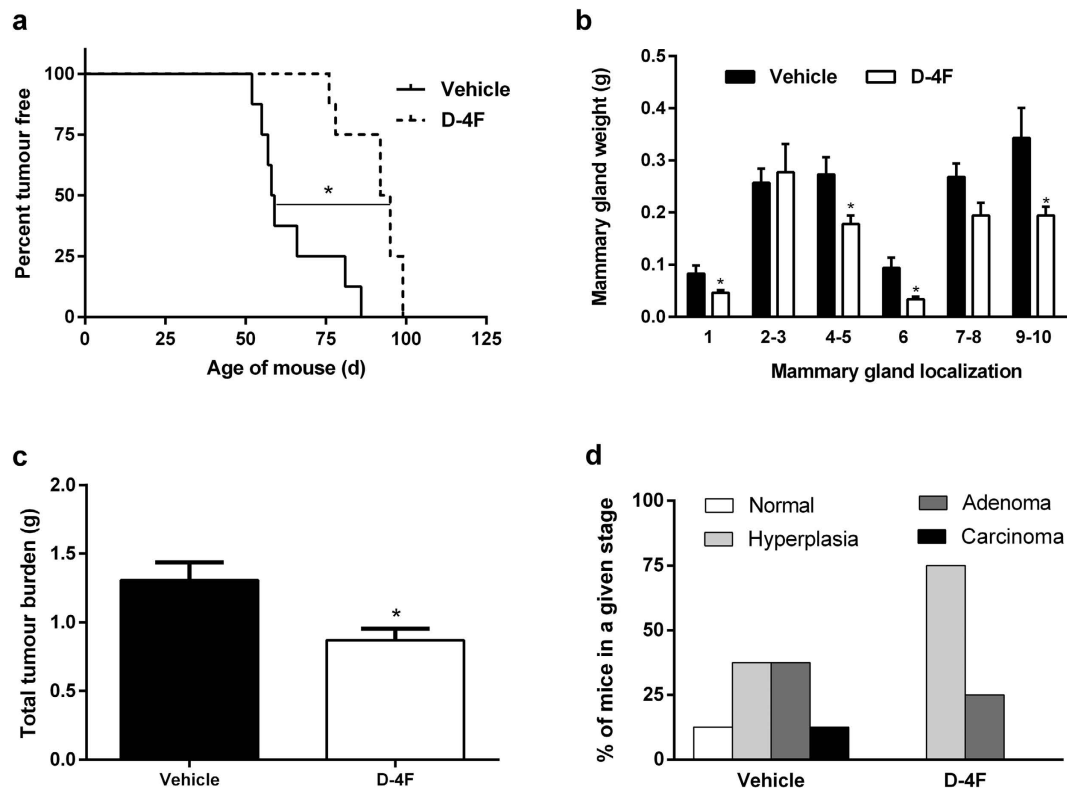 a
Percent tumour free
100
75
50
25
0
*
Vehicle
D-4F
0 25 50 75 100 125
Age of mouse (d)
b
Mammary gland weight (g)
0.5
0.4
0.3
0.2
0.1
0.0
Vehicle D-4F
* * * *
1 2-3 4-5 6 7-8 9-10
Mammary gland localization
c
Total tumour burden (g)
2.0
1.5
1.0
0.5
0.0
*
Vehicle D-4F
d
% of mice in a given stage
100
75
50
25
0
Normal Adenoma
Hyperplasia Carcinoma
Vehicle D-4F